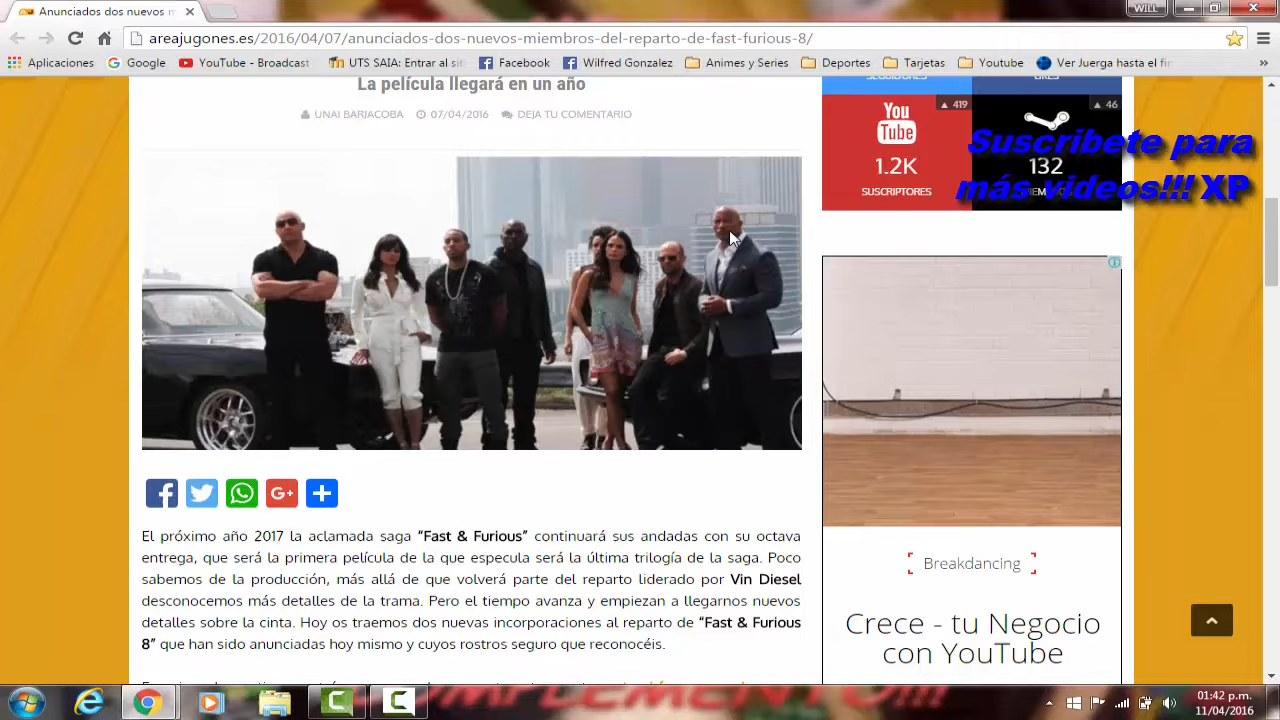 Anunciados dos nuevos m
WILL
areajugones.es/2016/04/07/anunciados-dos-nuevos-miembros-del-reparto-de-fast-furious-8/
Aplicaciones Google YouTube - Broadcast UTS SAIA: Entrar al Facebook Wilfred Gonzalez Animes y Series Deportes Tarjetas Youtube Ver Juerga hasta el fi »
La película llegará en un año
UNAI BARJACOBA 07/04/2016 DEJA TU COMENTARIO
SEGUIDORES LIKES
419 46
You
Tube
1.2K 132
SUSCRIPTORES
Suscribete para
más videos!!! XP
El próximo año 2017 la aclamada saga “Fast & Furious” continuará sus andadas con su octava
entrega, que será la primera película de la que especula será la última trilogía de la saga. Poco
sabemos de la producción más allá de que volverá parte del reparto liderado por Vin Diesel
desconocemos más detalles de la trama. Pero el tiempo avanza y empiezan a llegarnos nuevos
detalles sobre la cinta. Hoy os traemos dos nuevas incorporaciones al reparto de “Fast & Furious
8” que han sido anunciadas hoy mismo y cuyos rostros seguro que reconocéis.
Breakdancing
Crece - tu Negocio
con YouTube
01:42 p.m.
11/04/2016